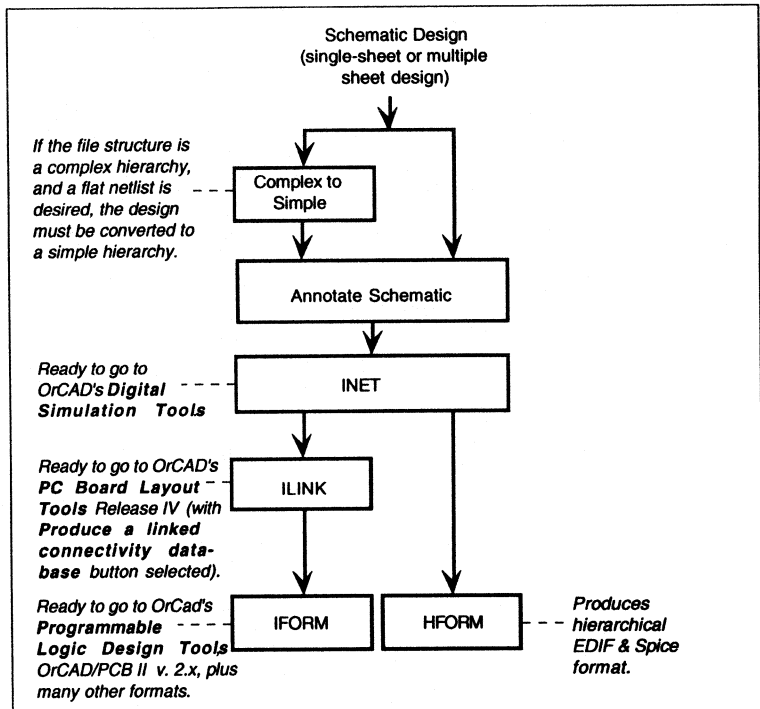 Schematic Design
(single-sheet or multiple
sheet design)
If the file structure is
a complex hierarchy,
and a flat netlist is
desired, the design
must be converted to
a simple hierarchy.
Complex to
Simple
Annotate Schematic
Ready to go to
OrCAD's Digital
Simulation Tools
INET
Ready to go to OrCAD's
PC Board Layout
Tools Release IV (with
Produce a linked
connectivity data-
base button selected).
ILINK
Ready to go to OrCad's
Programmable
Logic Design Tools,
OrCAD/PCB II v. 2.x, plus
many other formats.
IFORM
HFORM
Produces
hierarchical
EDIF & Spice
format.